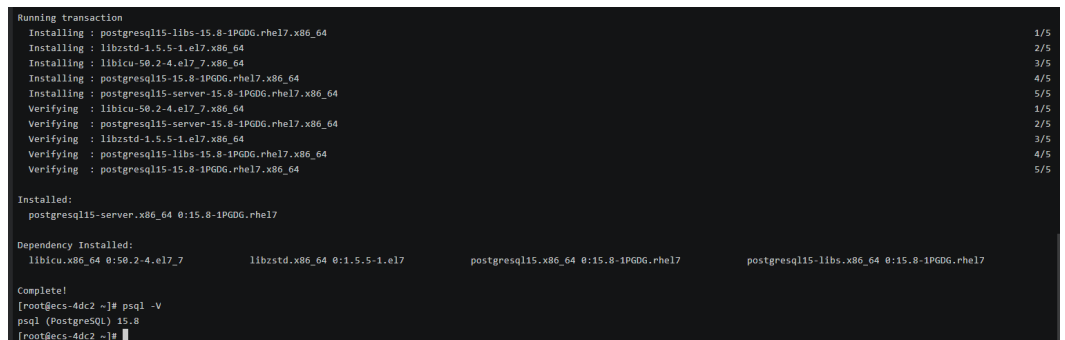 Running transaction
Installing : postgresql15-libs-15.8-1PGDG.rhel7.x86_64 1/5
Installing : libzstd-1.5.5-1.el7.x86_64 2/5
Installing : libicu-50.2-4.el7_7.x86_64 3/5
Installing : postgresql15-15.8-1PGDG.rhel7.x86_64 4/5
Installing : postgresql15-server-15.8-1PGDG.rhel7.x86_64 5/5
Verifying : libicu-50.2-4.el7_7.x86_64 1/5
Verifying : postgresql15-server-15.8-1PGDG.rhel7.x86_64 2/5
Verifying : libzstd-1.5.5-1.el7.x86_64 3/5
Verifying : postgresql15-libs-15.8-1PGDG.rhel7.x86_64 4/5
Verifying : postgresql15-15.8-1PGDG.rhel7.x86_64 5/5
Installed:
postgresql15-server.x86_64 0:15.8-1PGDG.rhel7
Dependency Installed:
libicu.x86_64 0:50.2-4.el7_7 libzstd.x86_64 0:1.5.5-1.el7 postgresql15.x86_64 0:15.8-1PGDG.rhel7 postgresql15-libs.x86_64 0:15.8-1PGDG.rhel7
Complete!
[root@ecs-4dc2 ~]# psql -V
psql (PostgreSQL) 15.8
[root@ecs-4dc2 ~]#